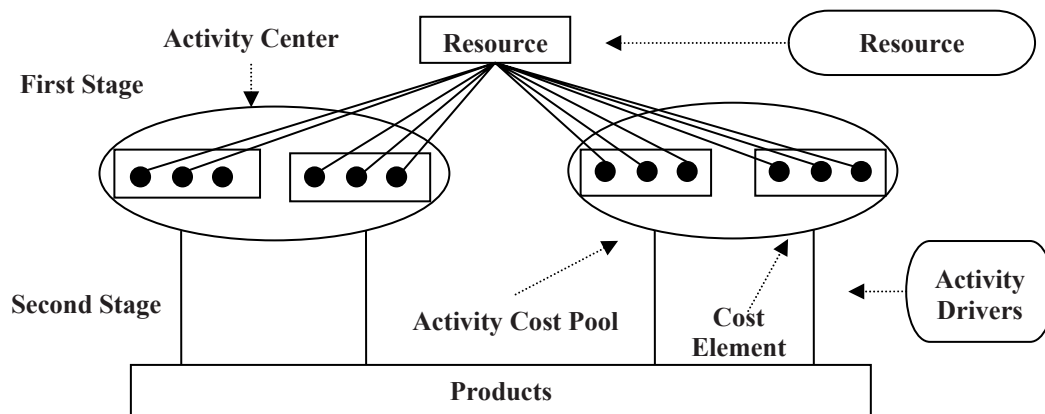 Activity Center
Resource
Resource
First Stage
Second Stage
Activity Cost Pool
Cost
Element
Activity
Drivers
Products